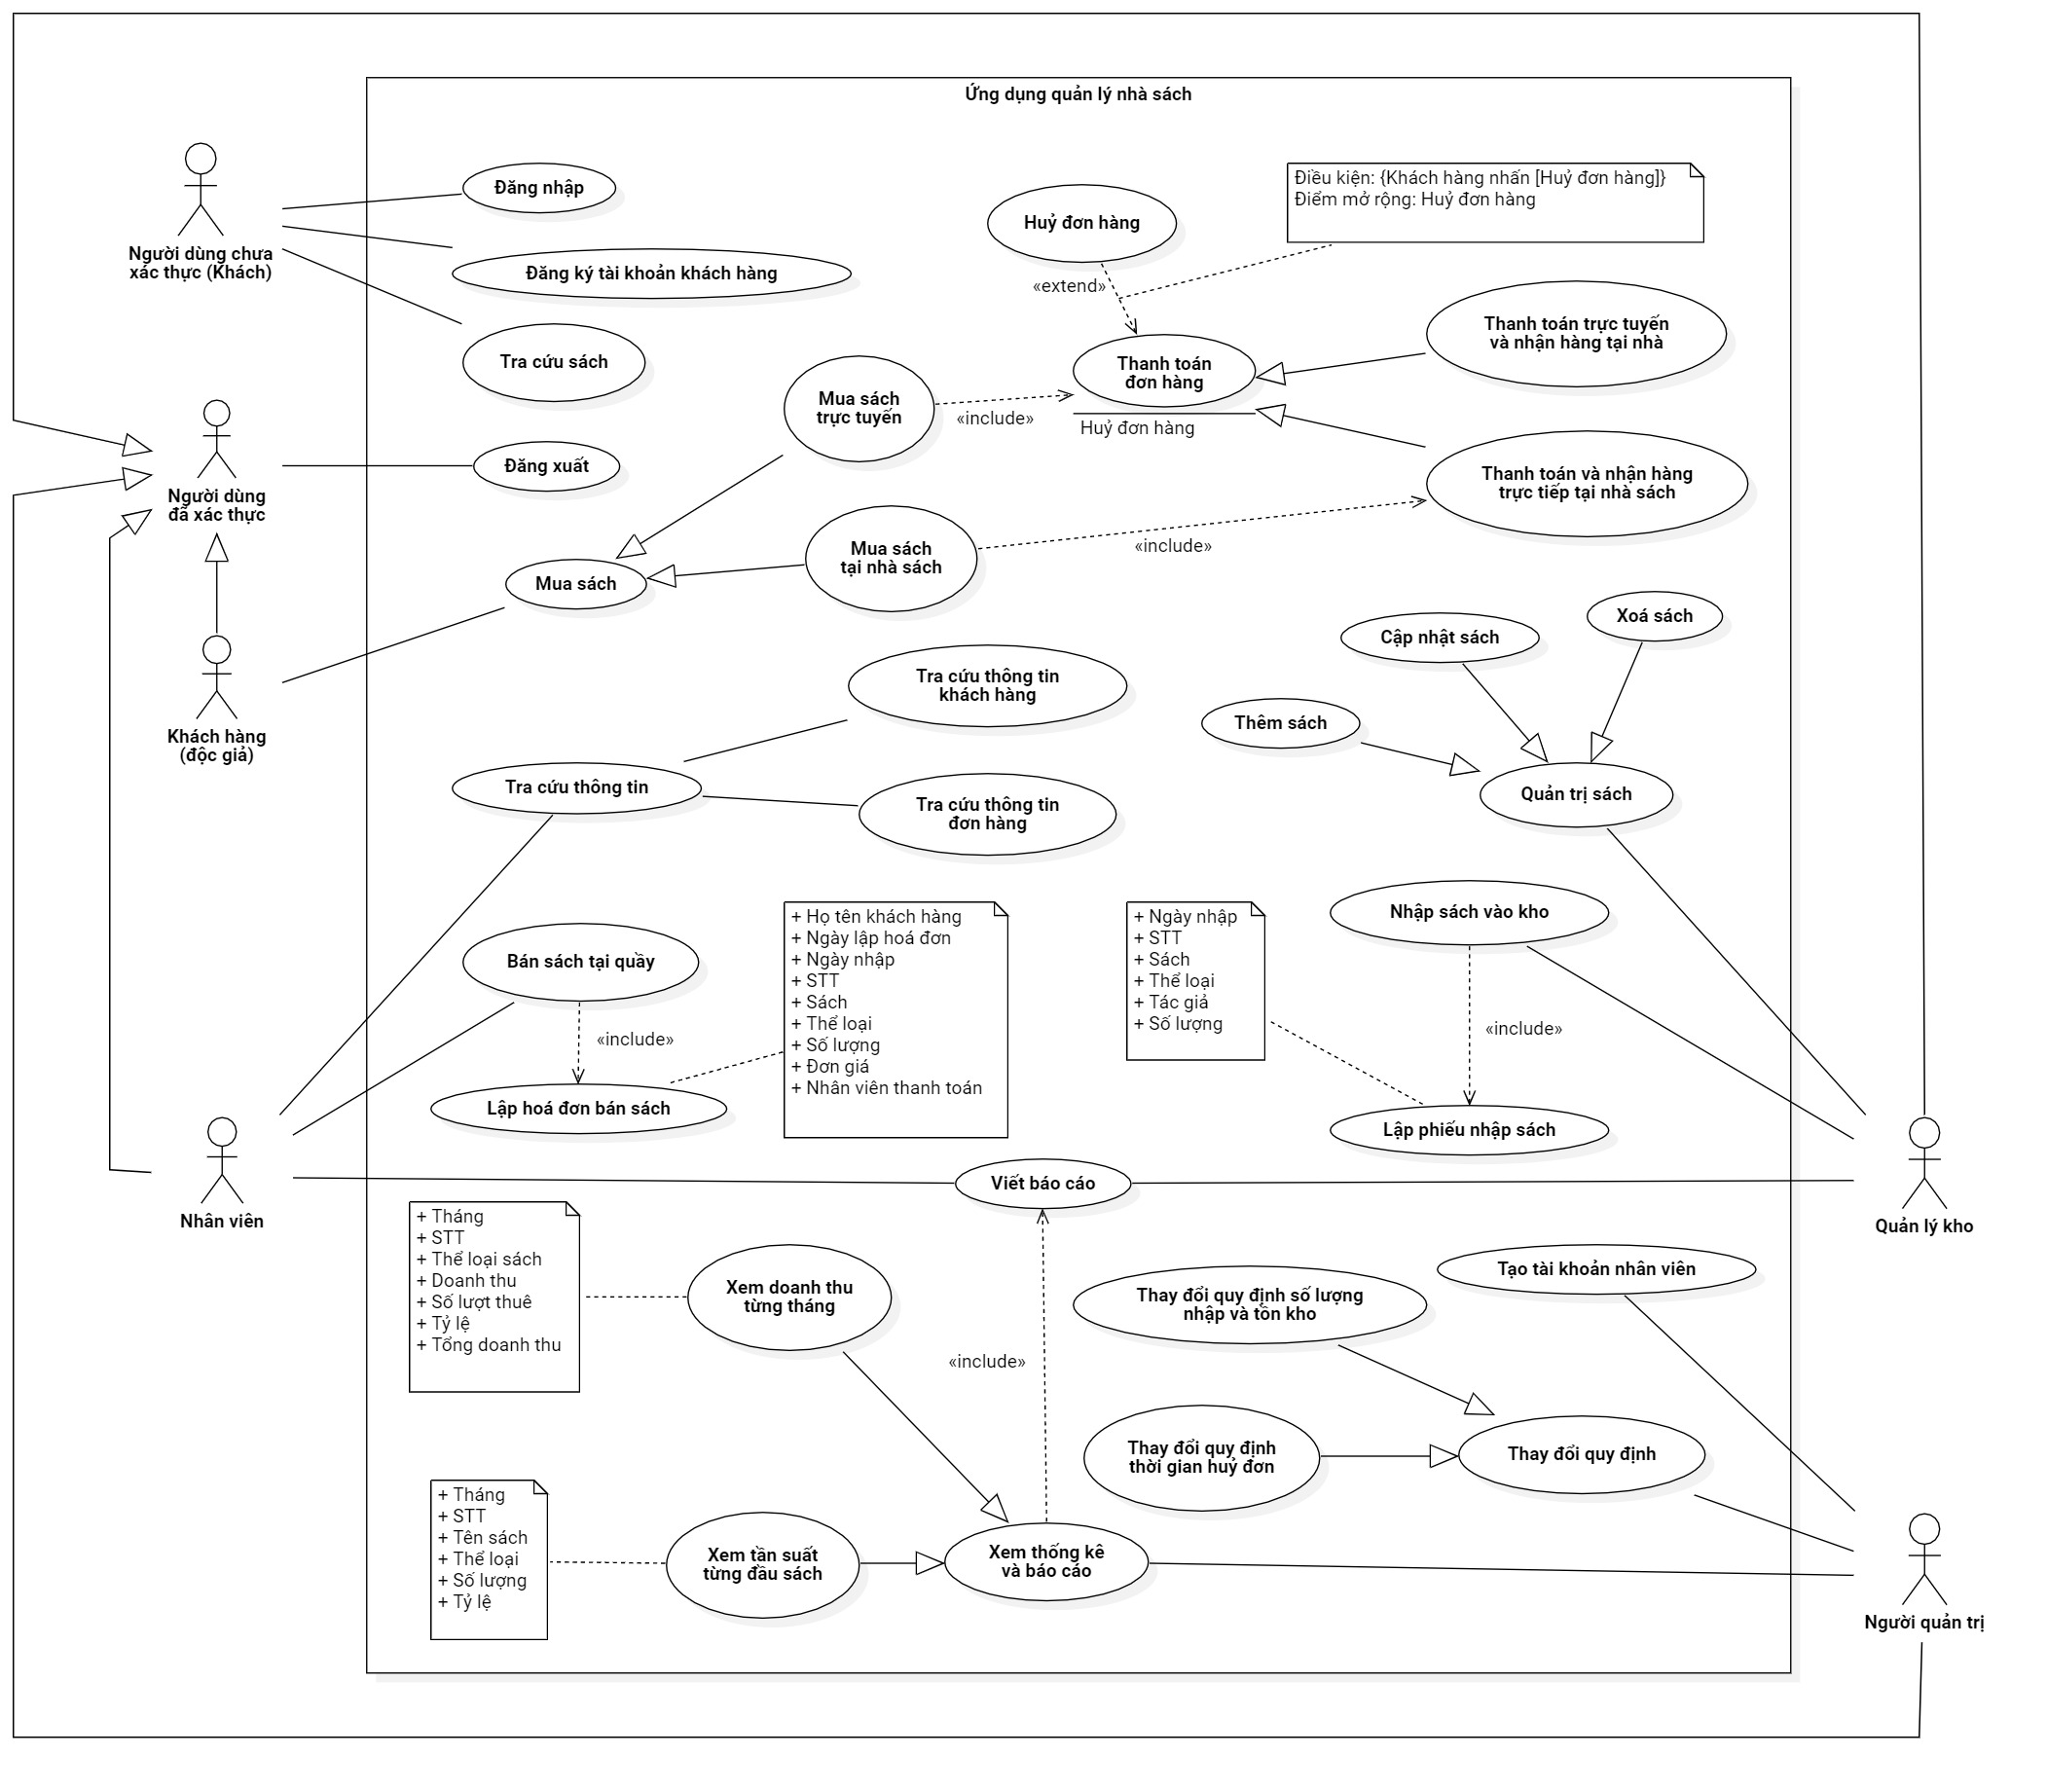 Ứng dụng quản lý nhà sách
Người dùng chưa
xác thực (Khách)
Đăng nhập
Đăng ký tài khoản khách hàng
Tra cứu sách
Huỷ đơn hàng
«extend»
Điều kiện: {Khách hàng nhấn [Huỷ đơn hàng]}
Điểm mở rộng: Huỷ đơn hàng
Thanh toán
đơn hàng
Huỷ đơn hàng
Thanh toán trực tuyến
và nhận hàng tại nhà
Mua sách
trực tuyến
«include»
Người dùng
đã xác thực
Đăng xuất
Thanh toán và nhận hàng
trực tiếp tại nhà sách
Mua sách
tại nhà sách
«include»
Mua sách
Khách hàng
(độc giả)
Tra cứu thông tin
khách hàng
Cập nhật sách
Xoá sách
Thêm sách
Quản trị sách
Tra cứu thông tin
Tra cứu thông tin
đơn hàng
Bán sách tại quầy
«include»
Lập hoá đơn bán sách
+ Họ tên khách hàng
+ Ngày lập hoá đơn
+ Ngày nhập
+ STT
+ Sách
+ Thể loại
+ Số lượng
+ Đơn giá
+ Nhân viên thanh toán
+ Ngày nhập
+ STT
+ Sách
+ Thể loại
+ Tác giả
+ Số lượng
Nhập sách vào kho
«include»
Lập phiếu nhập sách
Nhân viên
Viết báo cáo
Quản lý kho
+ Tháng
+ STT
+ Thể loại sách
+ Doanh thu
+ Số lượt thuê
+ Tỷ lệ
+ Tổng doanh thu
Xem doanh thu
từng tháng
«include»
Thay đổi quy định số lượng
nhập và tồn kho
Tạo tài khoản nhân viên
Thay đổi quy định
thời gian huỷ đơn
Thay đổi quy định
+ Tháng
+ STT
+ Tên sách
+ Thể loại
+ Số lượng
+ Tỷ lệ
Xem tần suất
từng đầu sách
Xem thống kê
và báo cáo
Người quản trị